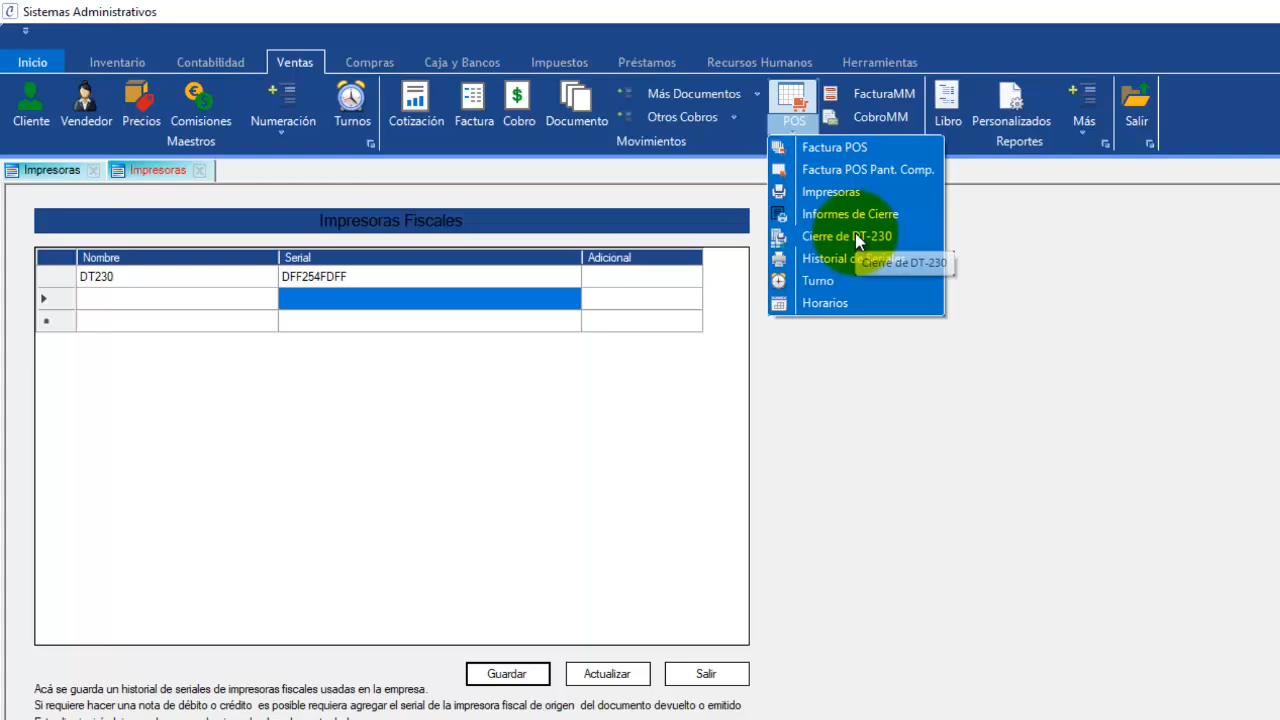 Sistemas Administrativos
Inicio Inventario Contabilidad Ventas Compras Caja y Bancos Impuestos Préstamos Recursos Humanos Herramientas
Más Documentos FacturaMM
Otros Cobros CobroMM
Cliente Vendedor Precios Comisiones Numeración Turnos Cotización Factura Cobro Documento POS Libro Personalizados Más Salir
Maestros Movimientos Reportes
Impresoras Impresoras
Factura POS
Factura POS Pant. Comp.
Impresoras
Informes de Cierre
Cierre de DT-230
Historial de Seriales
Cierre de DT-230
Turno
Horarios
Impresoras Fiscales
Nombre Serial Adicional
DT230 DFF254FDFF
Guardar Actualizar Salir
Acá se guarda un historial de seriales de impresoras fiscales usadas en la empresa.
Si requiere hacer una nota de débito o crédito es posible requiera agregar el serial de la impresora fiscal de origen del documento devuelto o emitido